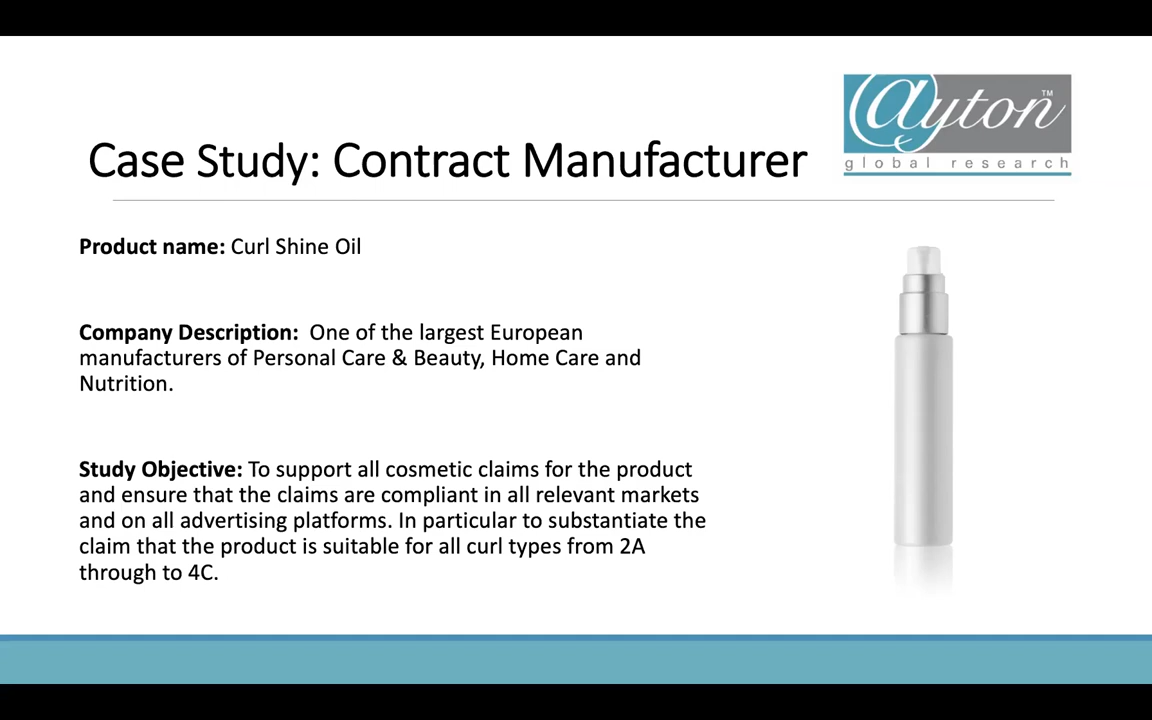 @yton™
global research
Case Study: Contract Manufacturer
Product name: Curl Shine Oil
Company Description: One of the largest European
manufacturers of Personal Care & Beauty, Home Care and
Nutrition.
Study Objective: To support all cosmetic claims for the product
and ensure that the claims are compliant in all relevant markets
and on all advertising platforms. In particular to substantiate the
claim that the product is suitable for all curl types from 2A
through to 4C.